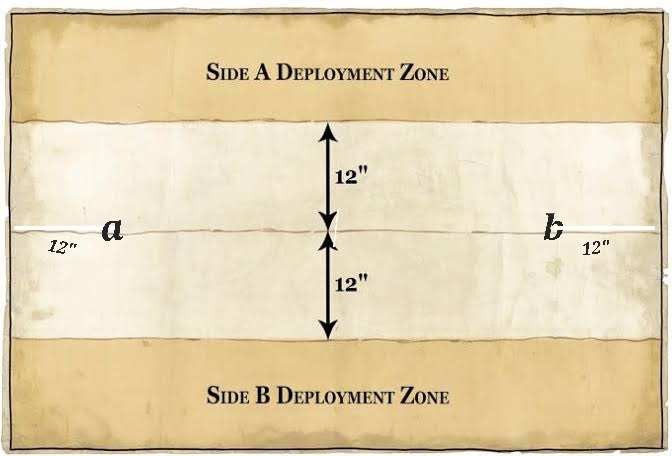 Side A Deployment Zone
12"
a
b
12"
12"
12"
Side B Deployment Zone